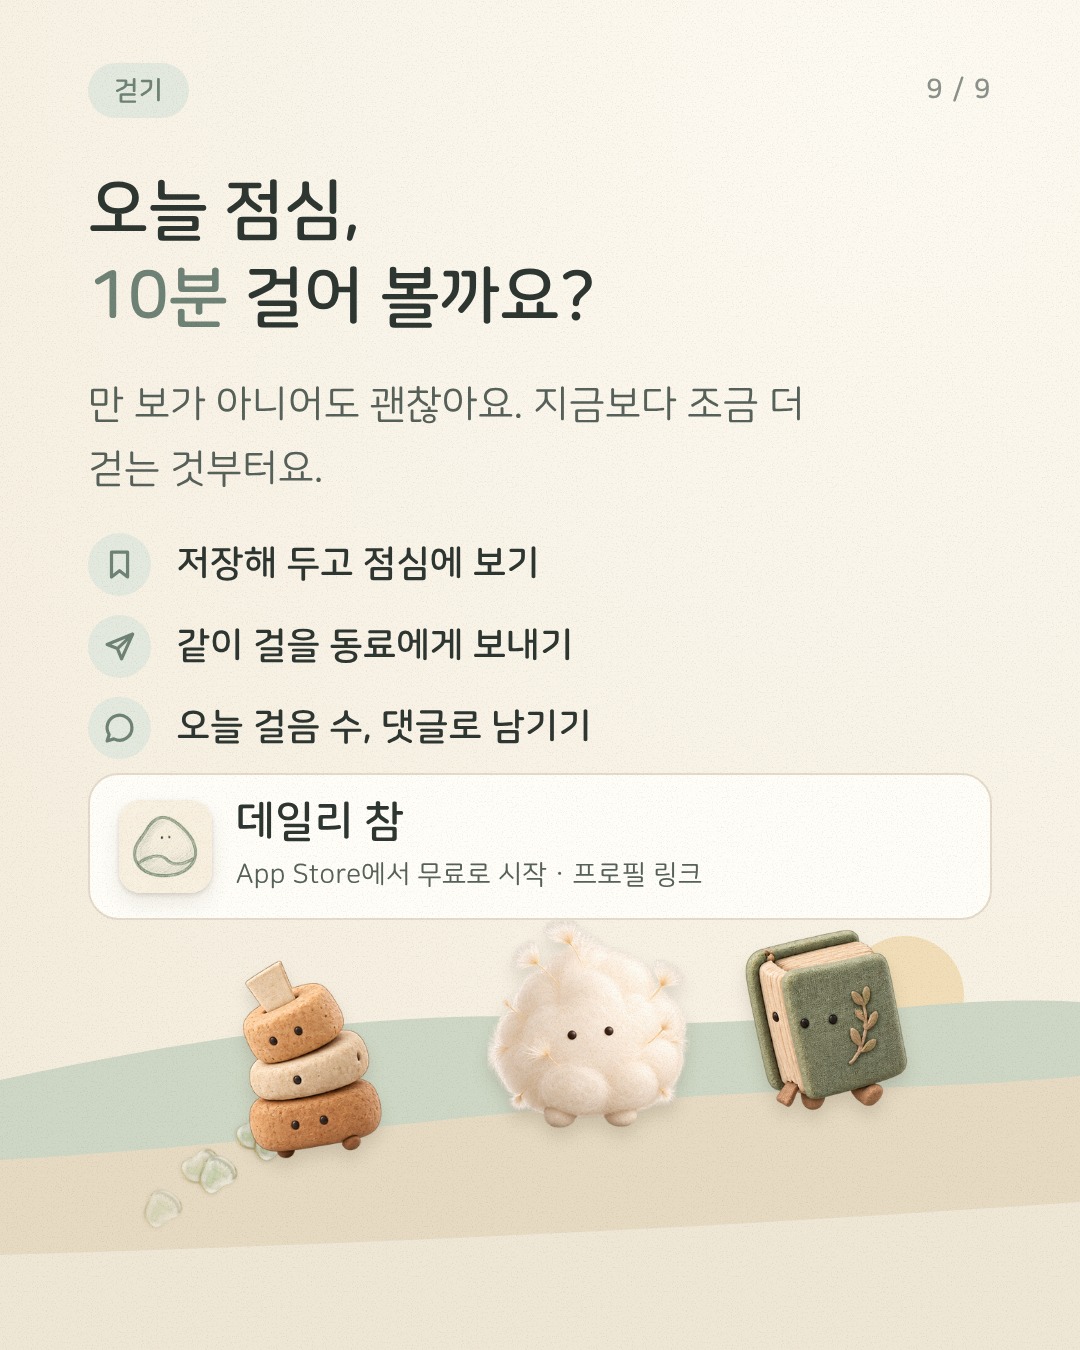 걷기
9 / 9
오늘 점심,
10분 걸어 볼까요?
만 보가 아니어도 괜찮아요. 지금보다 조금 더
걷는 것부터요.
저장해 두고 점심에 보기
같이 걸을 동료에게 보내기
오늘 걸음 수, 댓글로 남기기
데일리 참
App Store에서 무료로 시작 · 프로필 링크